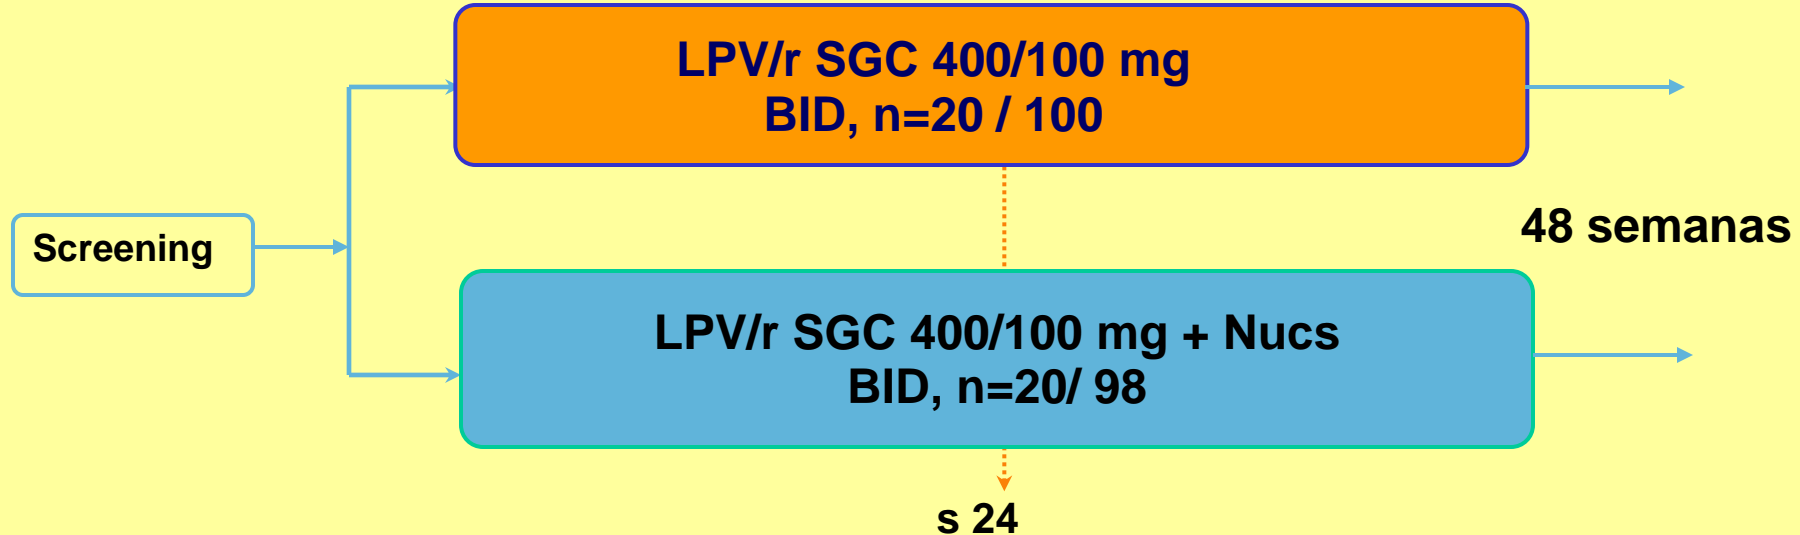 LPV/r SGC 400/100 mg
BID, n=20 / 100
48 semanas
Screening
LPV/r SGC 400/100 mg + Nucs
BID, n=20/ 98
s 24